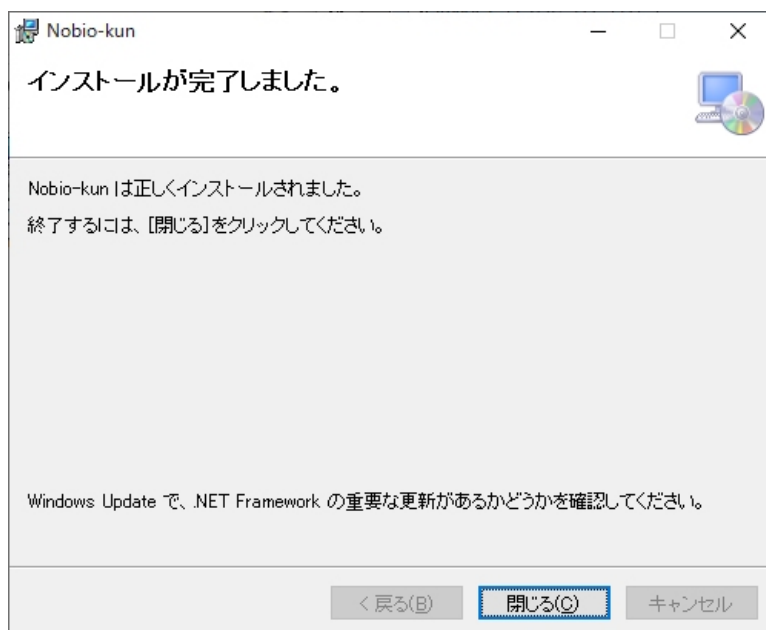 Nobio-kun
インストールが完了しました。
Nobio-kun は正しくインストールされました。
終了するには、[閉じる]をクリックしてください。
Windows Update で、.NET Framework の重要な更新があるかどうかを確認してください。
< 戻る(B)
閉じる(C)
キャンセル